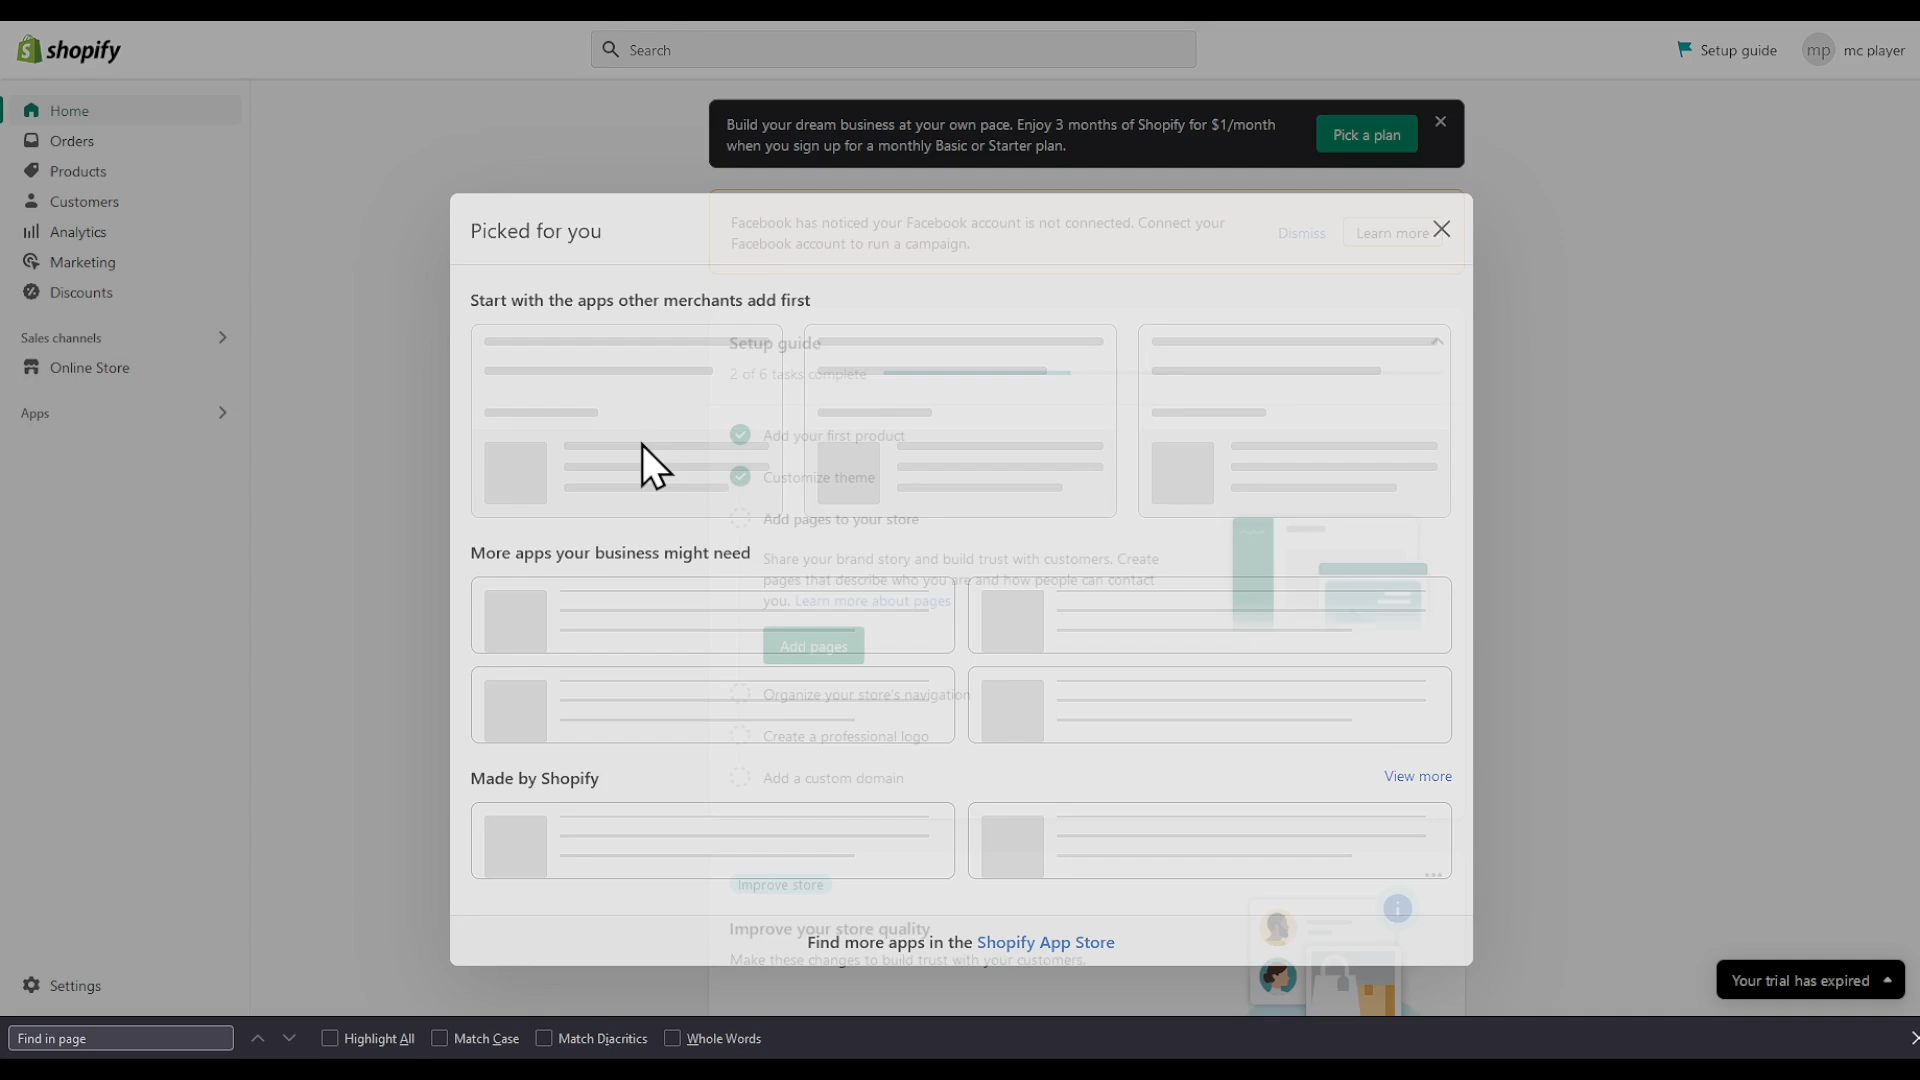 shopify
Search
Setup guide
mp
mc player
Home
Orders
Products
Customers
Analytics
Marketing
Discounts
Sales channels
Online Store
Apps
Settings
Build your dream business at your own pace. Enjoy 3 months of Shopify for $1/month
when you sign up for a monthly Basic or Starter plan.
Pick a plan
Picked for you
Facebook has noticed your Facebook account is not connected. Connect your
Facebook account to run a campaign.
Dismiss
Learn more
Start with the apps other merchants add first
Setup guide
2 of 6 tasks complete
Add your first product
Customize theme
Add pages to your store
More apps your business might need
Share your brand story and build trust with customers. Create
pages that describe who you are and how people can contact
you. Learn more about pages
Add pages
Organize your store's navigation
Create a professional logo
Made by Shopify
View more
Add a custom domain
Improve store
Improve your store quality
Find more apps in the Shopify App Store
Make these changes to build trust with your customers.
Your trial has expired
Find in page
Highlight All
Match Case
Match Diacritics
Whole Words